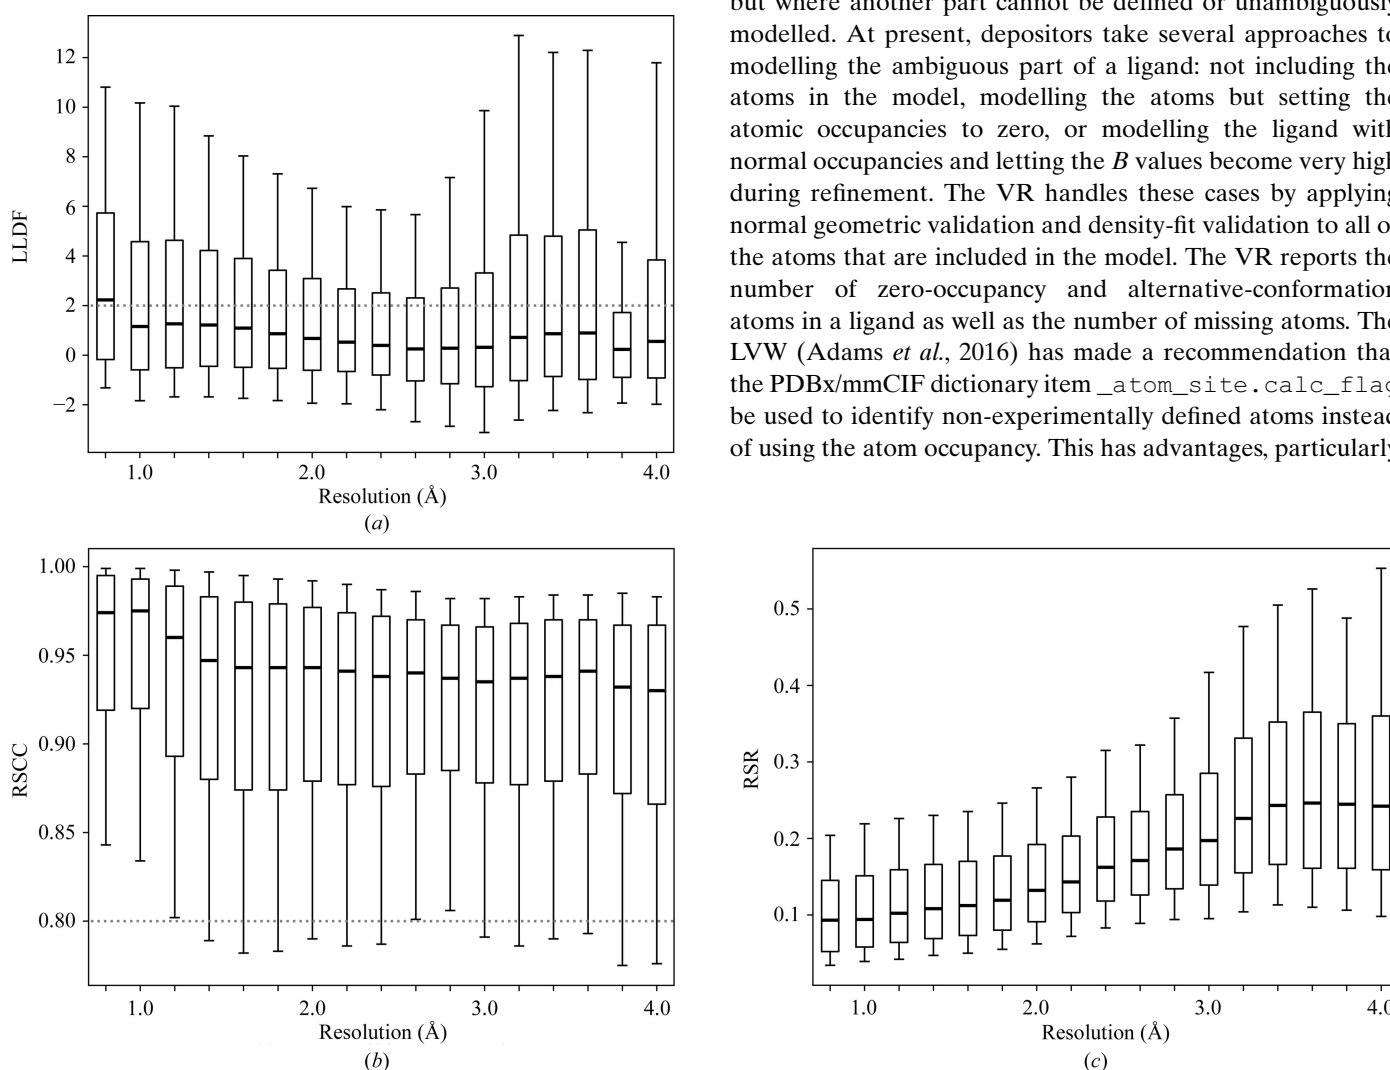 12
10
8
6
4
2
0
−2
LLDF
1.0 2.0 3.0 4.0
Resolution (Å)
(a)
but where another part cannot be defined or unambiguously
modelled. At present, depositors take several approaches to
modelling the ambiguous part of a ligand: not including the
atoms in the model, modelling the atoms but setting the
atomic occupancies to zero, or modelling the ligand with
normal occupancies and letting the B values become very high
during refinement. The VR handles these cases by applying
normal geometric validation and density-fit validation to all of
the atoms that are included in the model. The VR reports the
number of zero-occupancy and alternative-conformation
atoms in a ligand as well as the number of missing atoms. The
LVW (Adams et al., 2016) has made a recommendation that
the PDBx/mmCIF dictionary item _atom_site.calc_flag
be used to identify non-experimentally defined atoms instead
of using the atom occupancy. This has advantages, particularly
1.00
0.95
0.90
0.85
0.80
RSCC
1.0 2.0 3.0 4.0
Resolution (Å)
(b)
0.5
0.4
0.3
0.2
0.1
RSR
1.0 2.0 3.0 4.0
Resolution (Å)
(c)